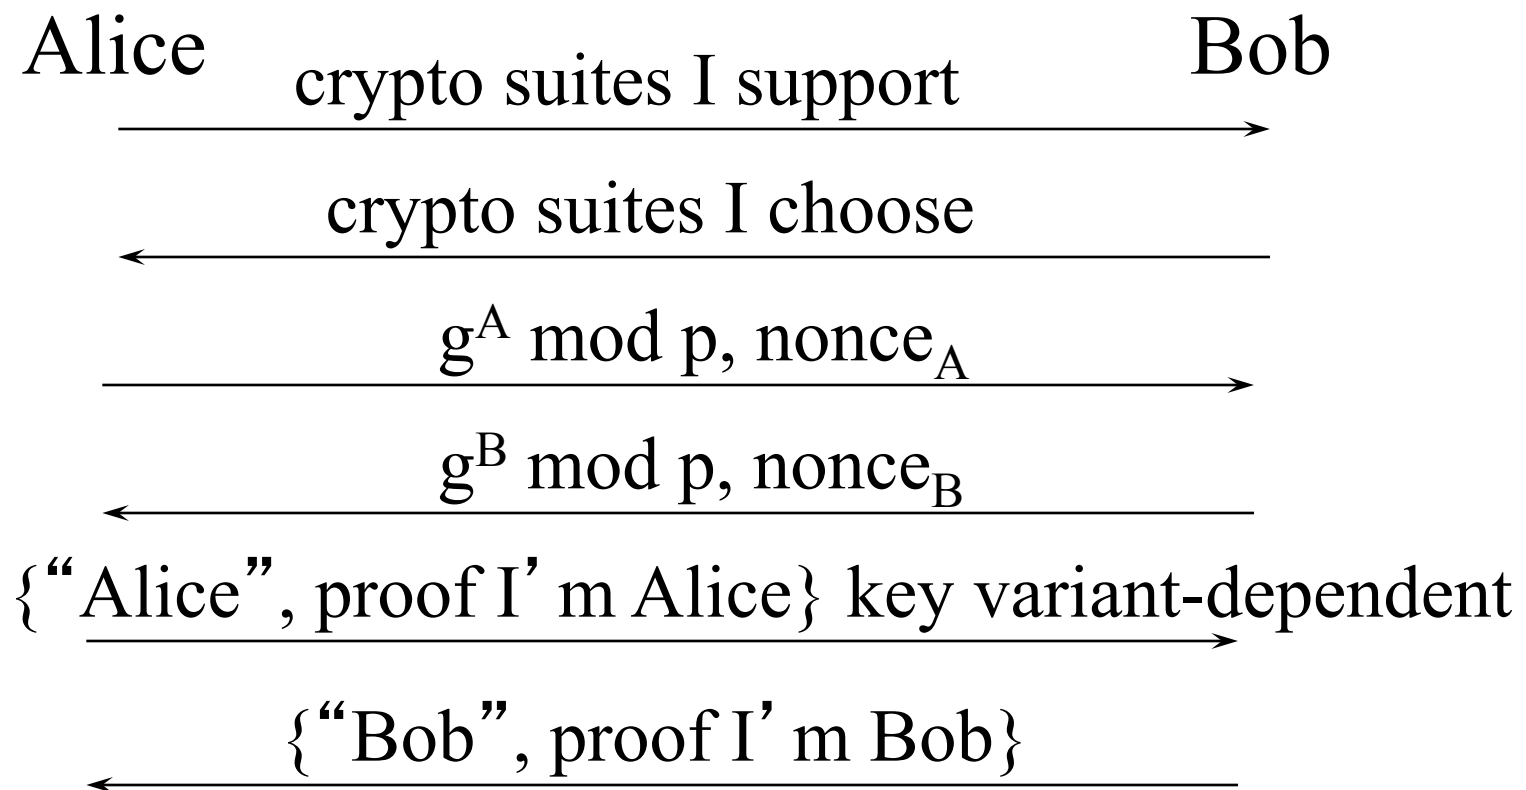 Alice Bob
crypto suites I support
crypto suites I choose
g^A mod p, nonce_A
g^B mod p, nonce_B
{“Alice”, proof I’m Alice} key variant-dependent
{“Bob”, proof I’m Bob}